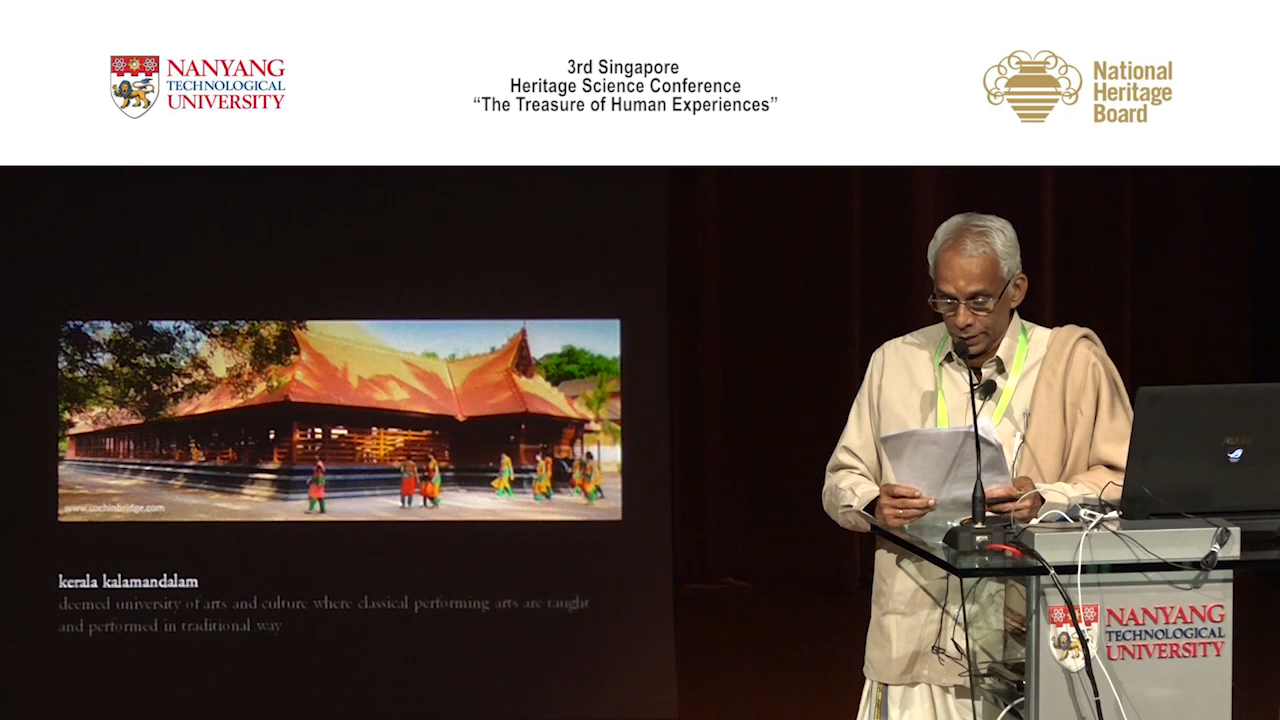 NANYANG
TECHNOLOGICAL
UNIVERSITY
3rd Singapore
Heritage Science Conference
“The Treasure of Human Experiences”
National
Heritage
Board
www.cochinbridge.com
kerala kalamandalam
deemed university of arts and culture where classical performing arts are taught
and performed in traditional way
NANYANG
TECHNOLOGICAL
UNIVERSITY